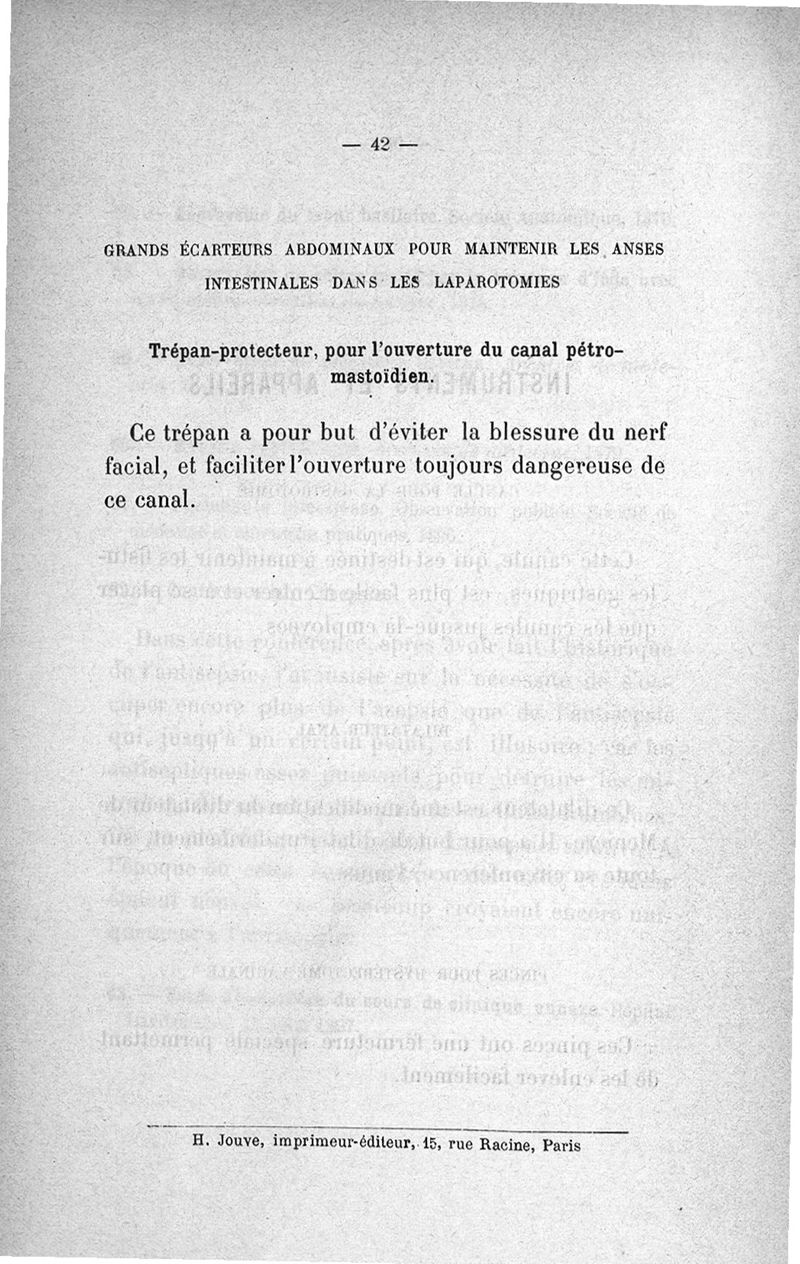 — 42 —
GRANDS ÉCARTEURS ABDOMINAUX POUR MAINTENIR LES ANSES
INTESTINALES DANS LES LAPAROTOMIES
Trépan-protecteur, pour l'ouverture du canal pétro-
mastoïdien.
Ce trépan a pour but d'éviter la blessure du nerf
facial, et faciliter l'ouverture toujours dangereuse de
ce canal.
H. Jouve, imprimeur-éditeur, 15, rue Racine, Paris